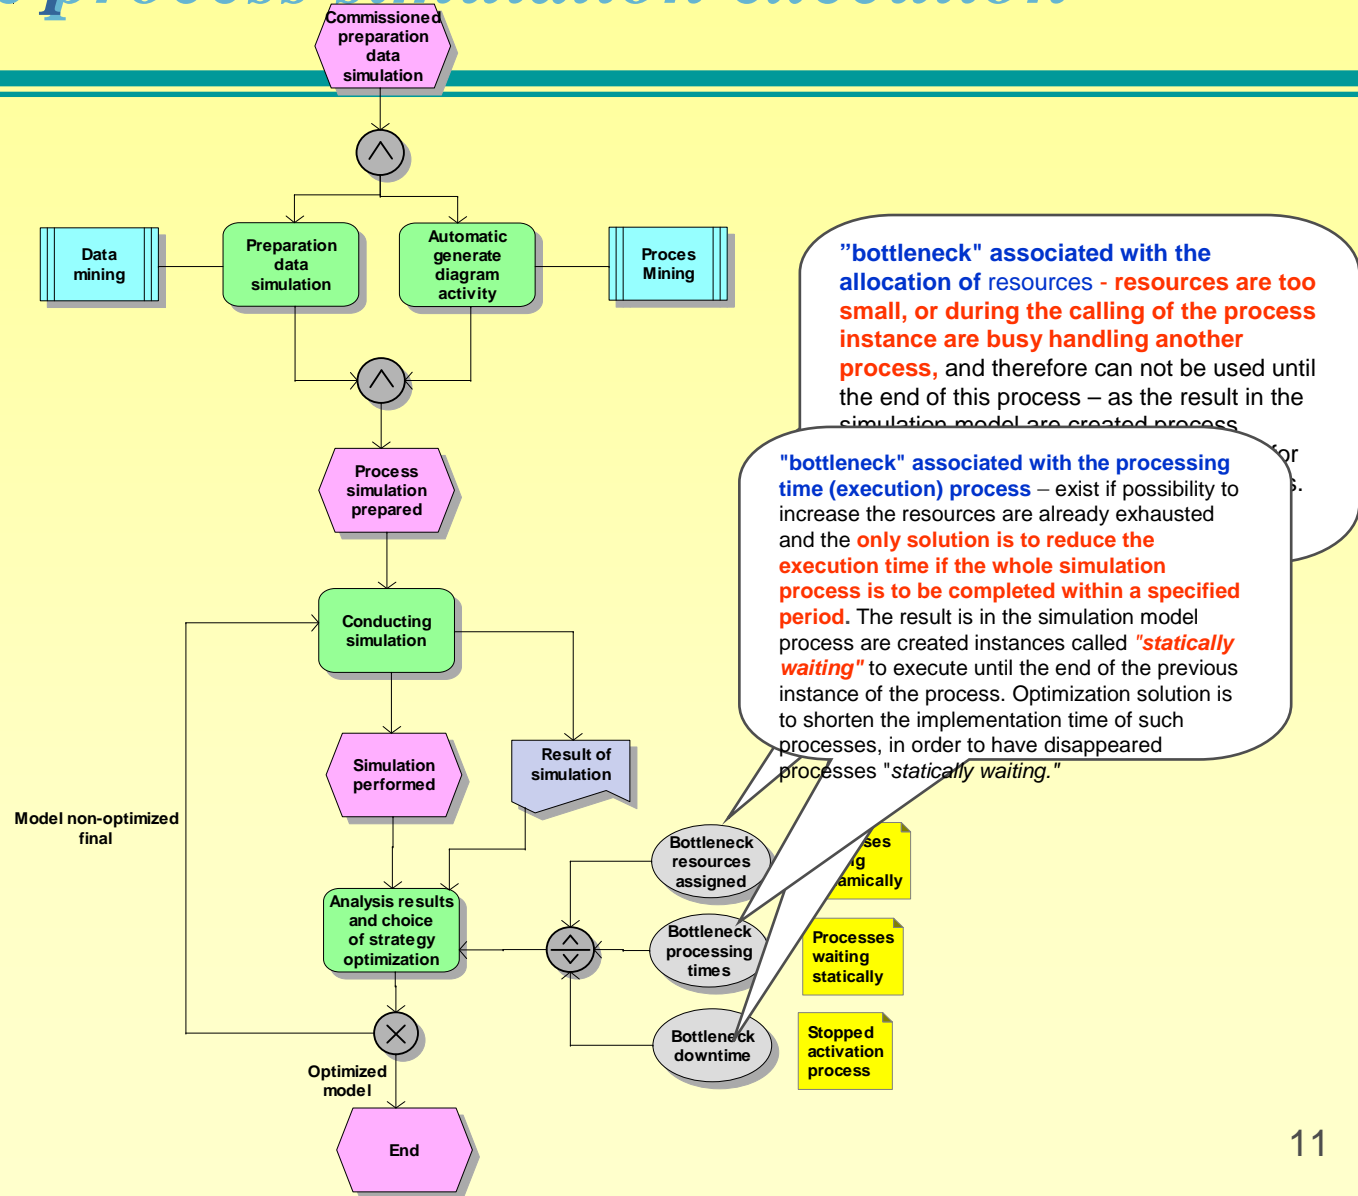 process simulation execution
Commissioned
preparation
data
simulation
Data
mining
Preparation
data
simulation
Automatic
generate
diagram
activity
Proces
Mining
”bottleneck" associated with the
allocation of resources - resources are too
small, or during the calling of the process
instance are busy handling another
process, and therefore can not be used until
the end of this process – as the result in the
simulation model are created process
for
s.
"bottleneck" associated with the processing
time (execution) process – exist if possibility to
increase the resources are already exhausted
and the only solution is to reduce the
execution time if the whole simulation
process is to be completed within a specified
period. The result is in the simulation model
process are created instances called "statically
waiting" to execute until the end of the previous
instance of the process. Optimization solution is
to shorten the implementation time of such
processes, in order to have disappeared
processes "statically waiting."
Process
simulation
prepared
Conducting
simulation
Simulation
performed
Result of
simulation
Model non-optimized
final
Bottleneck
resources
assigned
Analysis results
and choice
of strategy
optimization
Bottleneck
processing
times
Processes
waiting
statically
Bottleneck
downtime
Stopped
activation
process
Optimized
model
End
11